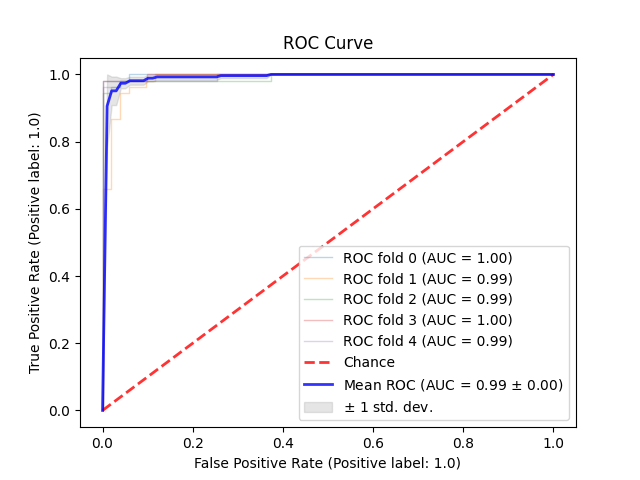 ROC Curve
True Positive Rate (Positive label: 1.0)
1.0
0.8
0.6
0.4
0.2
0.0
ROC fold 0 (AUC = 1.00)
ROC fold 1 (AUC = 0.99)
ROC fold 2 (AUC = 0.99)
ROC fold 3 (AUC = 1.00)
ROC fold 4 (AUC = 0.99)
Chance
Mean ROC (AUC = 0.99 ± 0.00)
± 1 std. dev.
0.0 0.2 0.4 0.6 0.8 1.0
False Positive Rate (Positive label: 1.0)